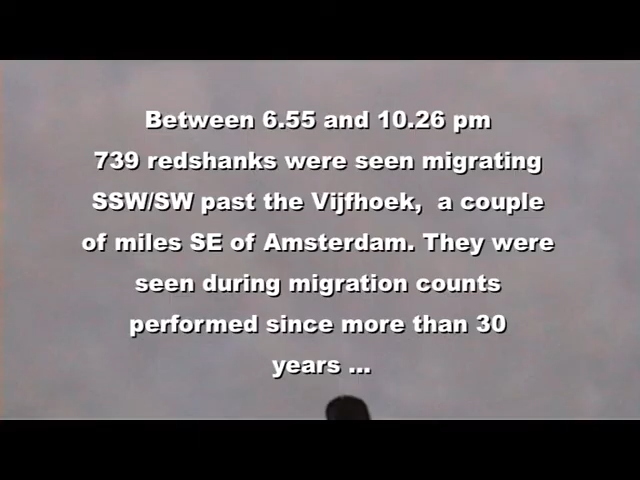 Between 6.55 and 10.26 pm
739 redshanks were seen migrating
SSW/SW past the Vijfhoek,  a couple
of miles SE of Amsterdam. They were
seen during migration counts
performed since more than 30
years ...